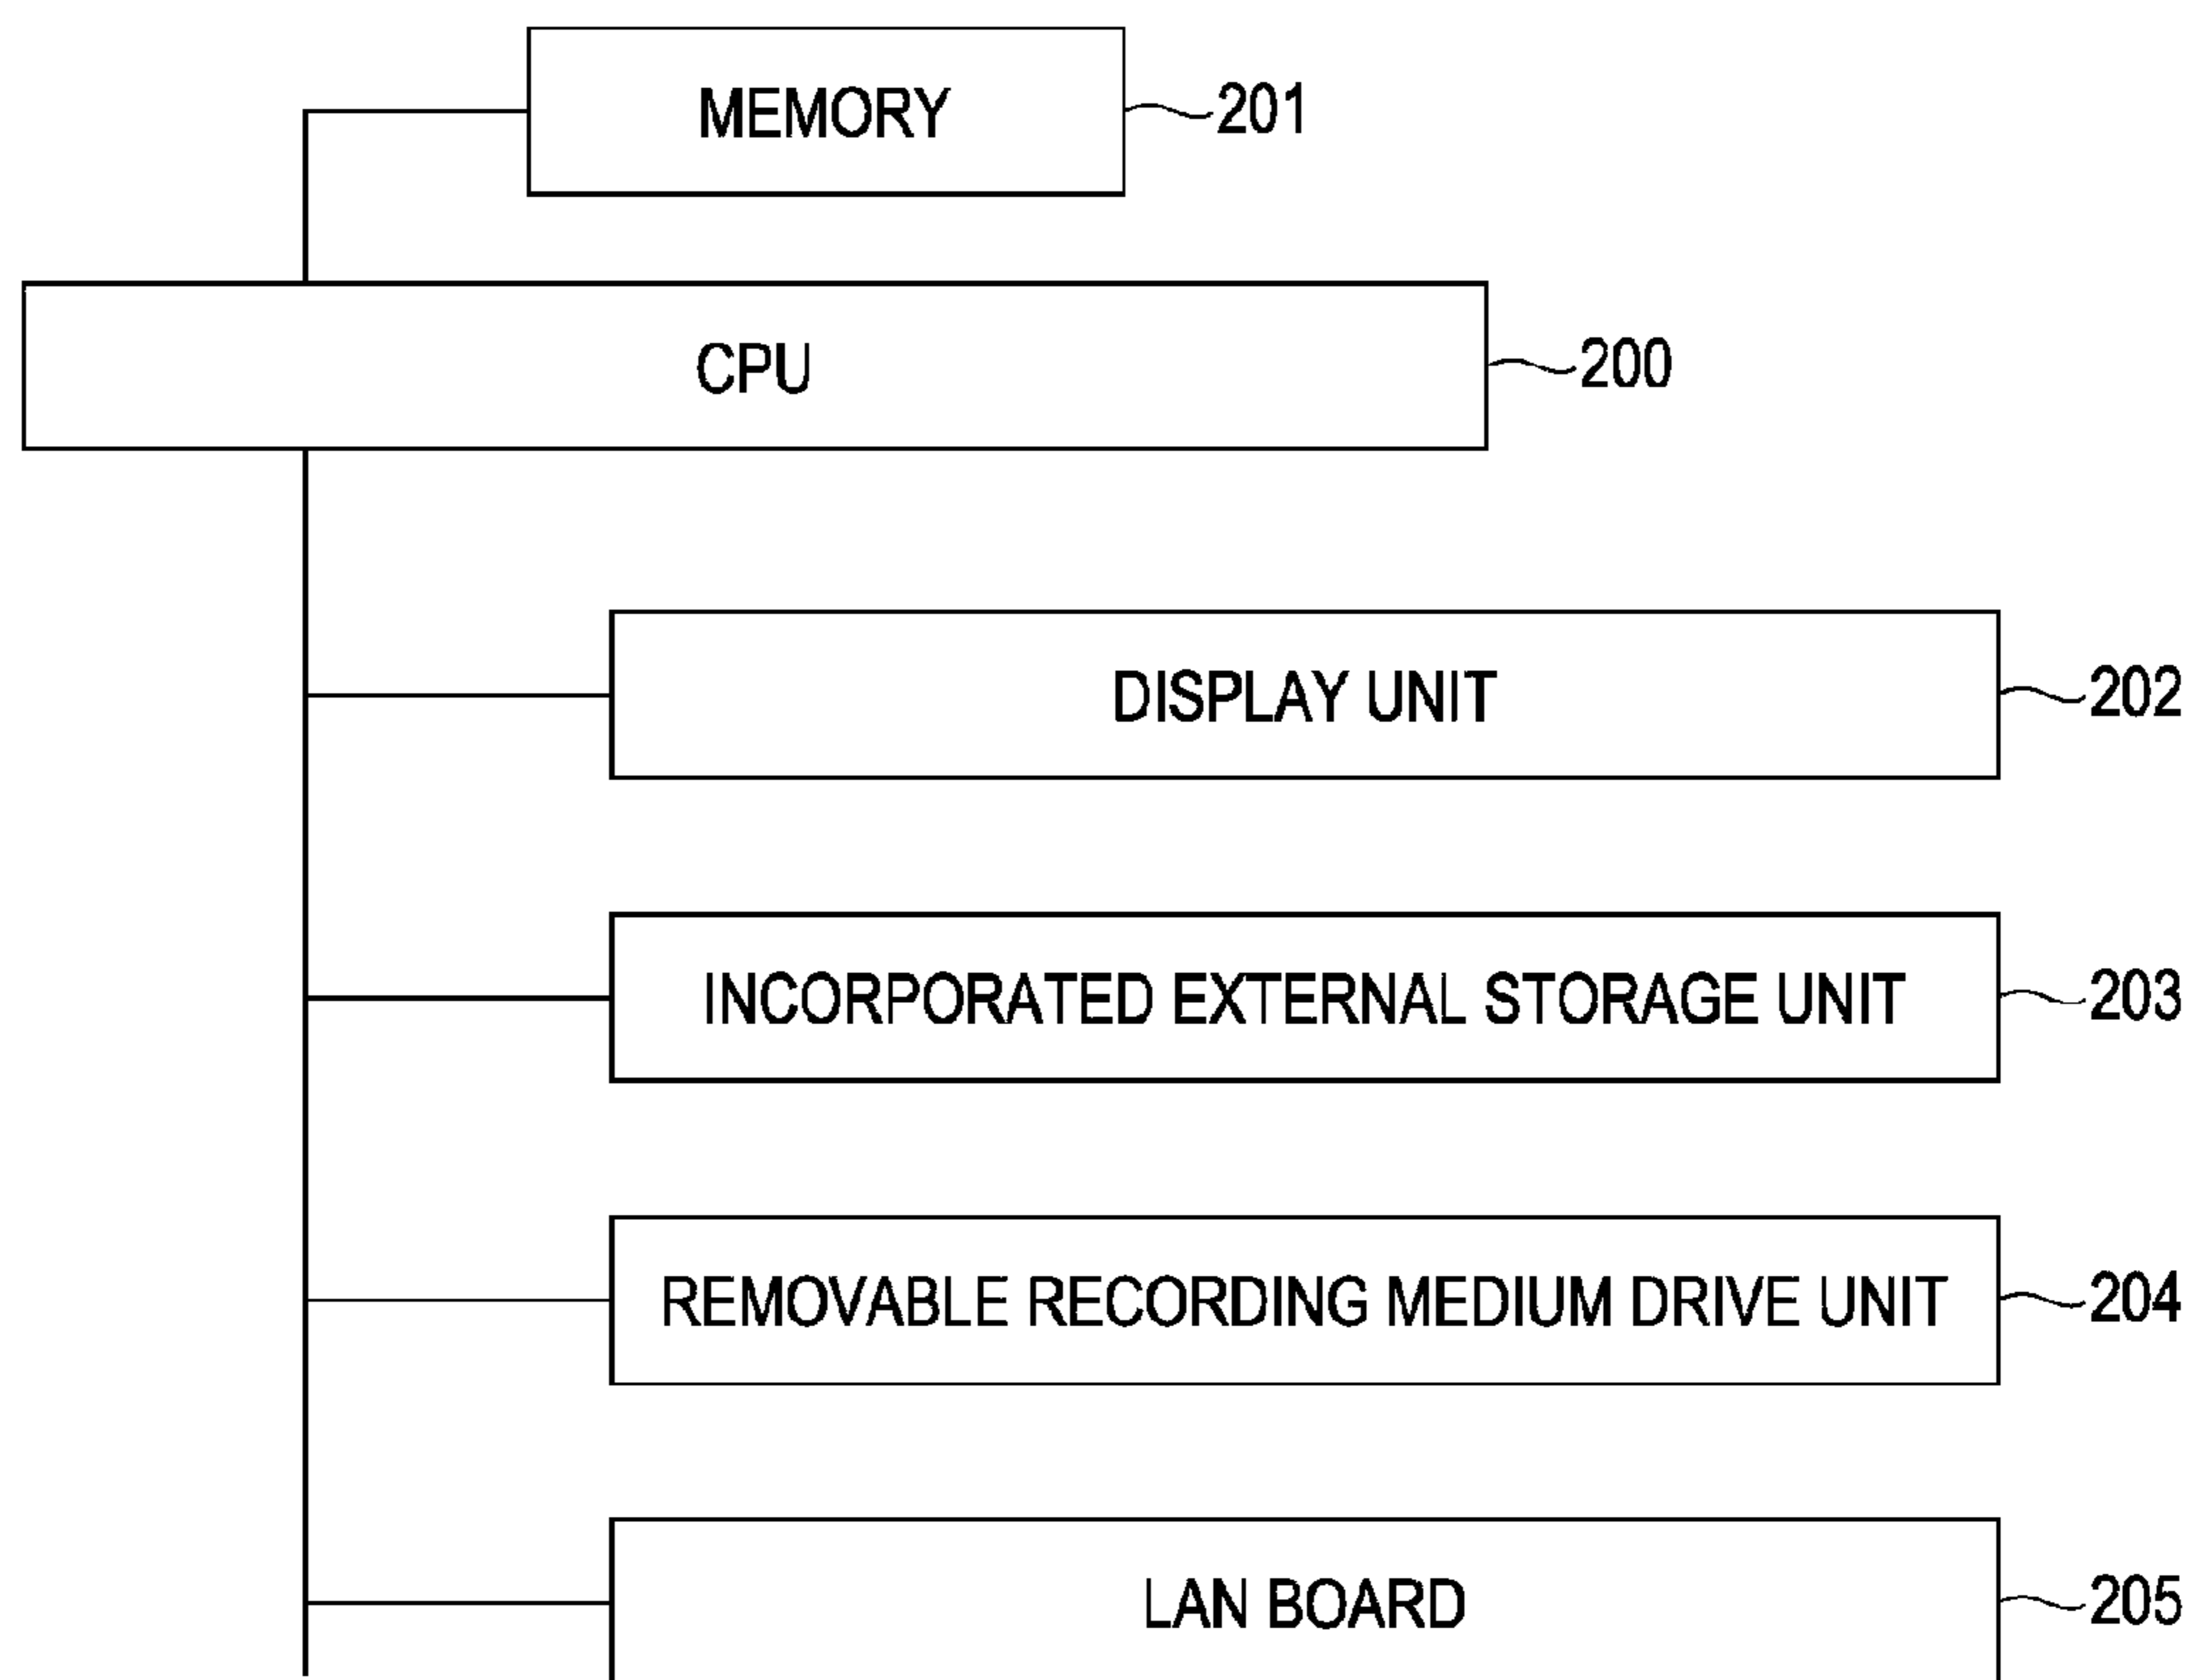 MEMORY 201
CPU 200
DISPLAY UNIT 202
INCORPORATED EXTERNAL STORAGE UNIT 203
REMOVABLE RECORDING MEDIUM DRIVE UNIT 204
LAN BOARD 205